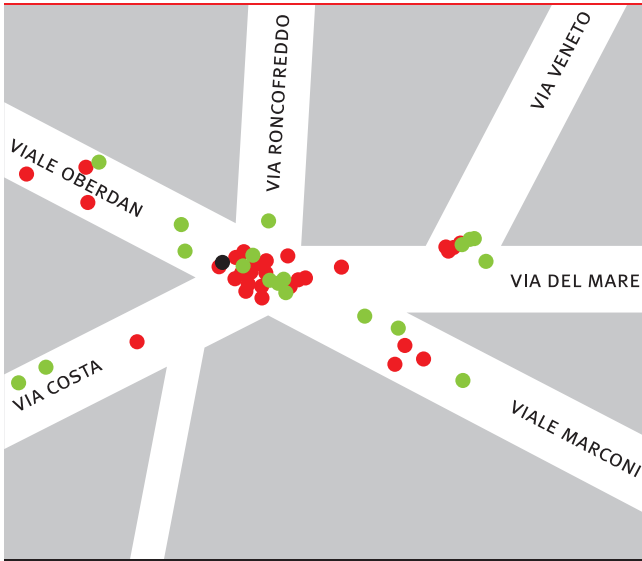 VIA RONCOFREDDO
VIA VENETO
VIALE OBERDAN
VIA DEL MARE
VIA COSTA
VIALE MARCONI